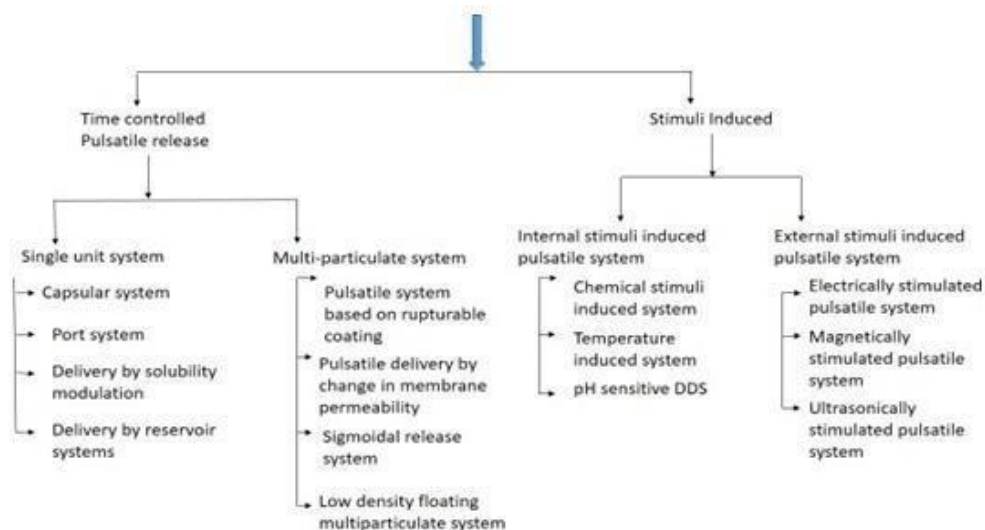 Time controlled
Pulsatile release
Stimuli Induced
Single unit system
Capsular system
Port system
Delivery by solubility
modulation
Delivery by reservoir
systems
Multi-particulate system
Pulsatile system
based on rupturable
coating
Pulsatile delivery by
change in membrane
permeability
Sigmoidal release
system
Low density floating
multiparticulate system
Internal stimuli induced
pulsatile system
Chemical stimuli
induced system
Temperature
induced system
pH sensitive DDS
External stimuli induced
pulsatile system
Electrically stimulated
pulsatile system
Magnetically
stimulated pulsatile
system
Ultrasonically
stimulated pulsatile
system